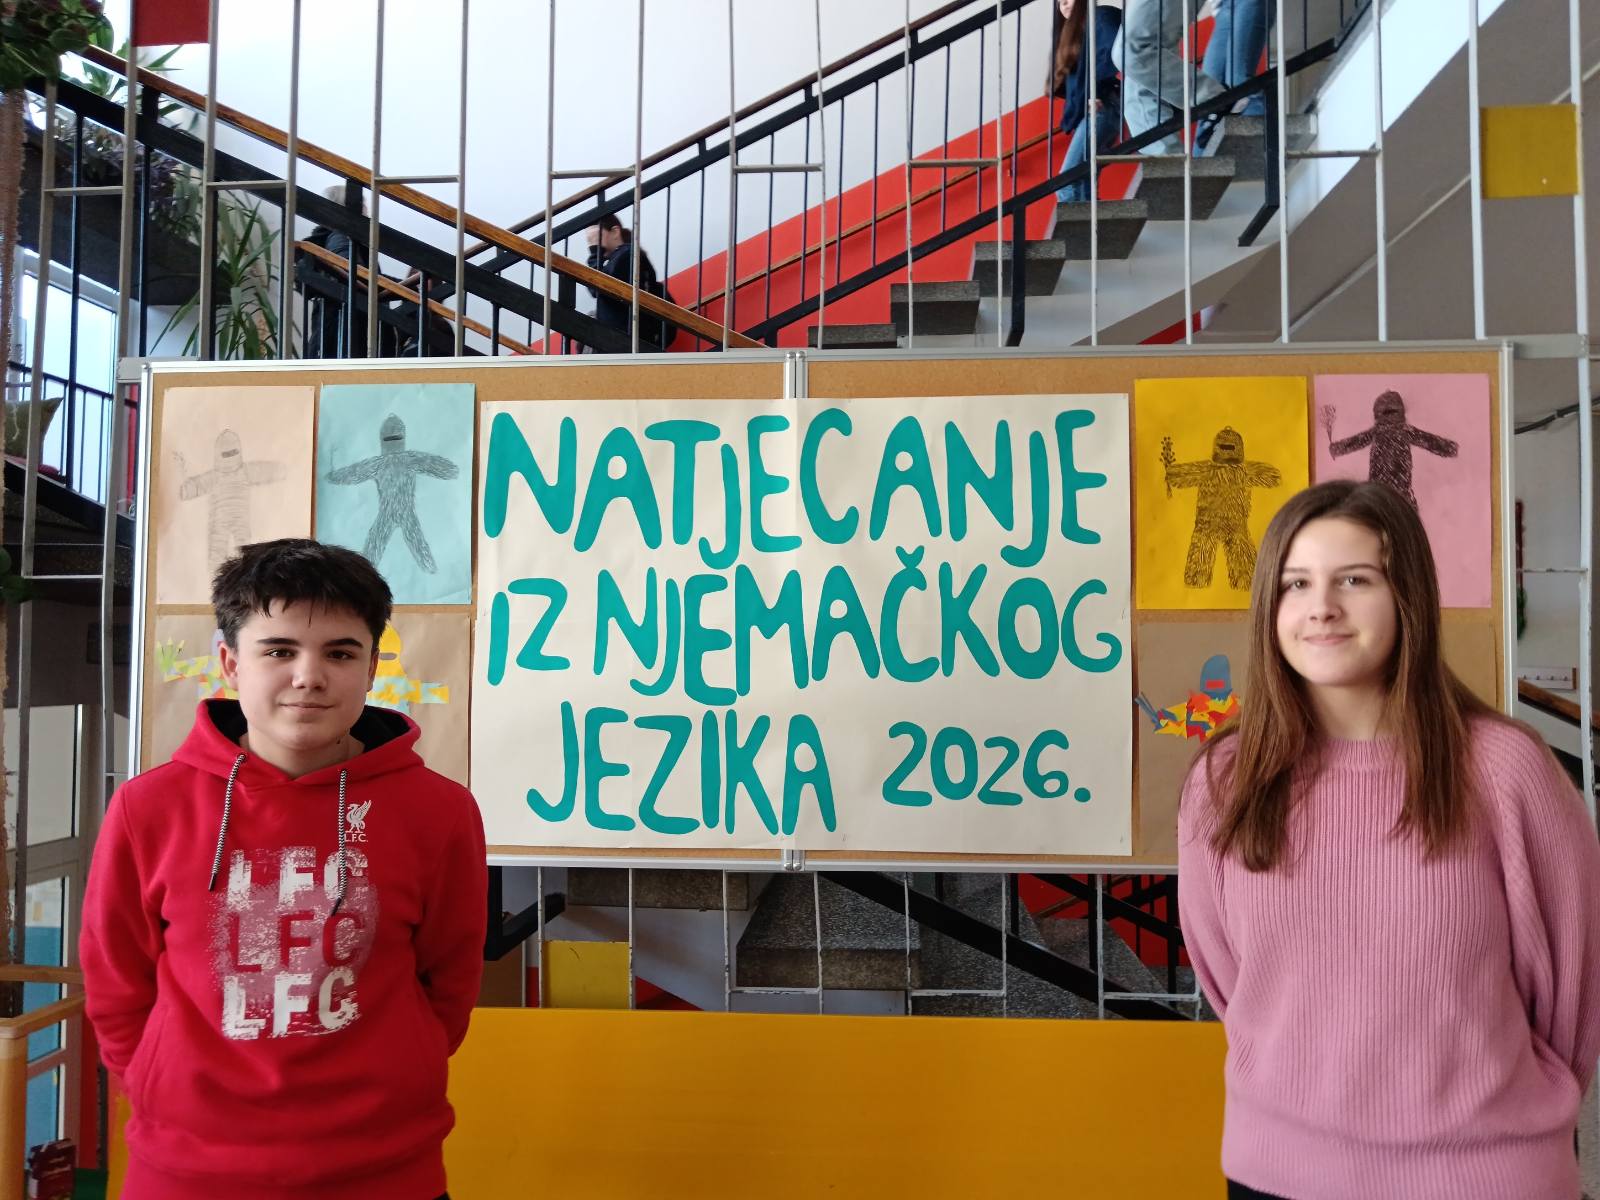 NATJECANJE
IZ NJEMAČKOG
JEZIKA 2026.
L.F.C.
LFC
LFC
LFC